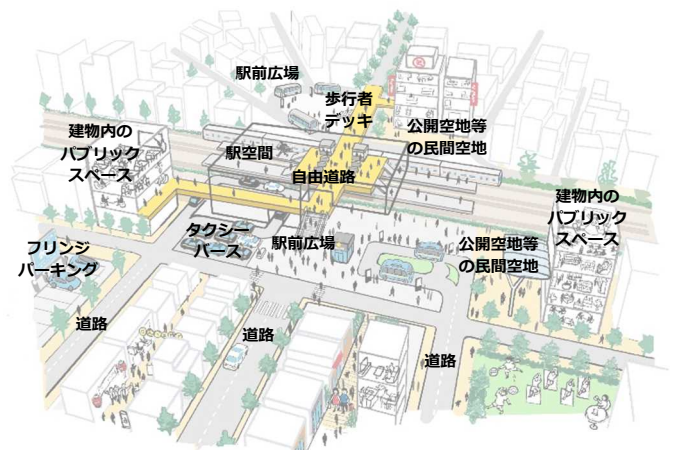 駅前広場
歩行者
デッキ
公開空地等
の民間空地
建物内の
パブリック
スペース
駅空間
自由通路
建物内の
パブリック
スペース
タクシー
バース
駅前広場
公開空地等
の民間空地
フリンジ
パーキング
道路
道路
道路